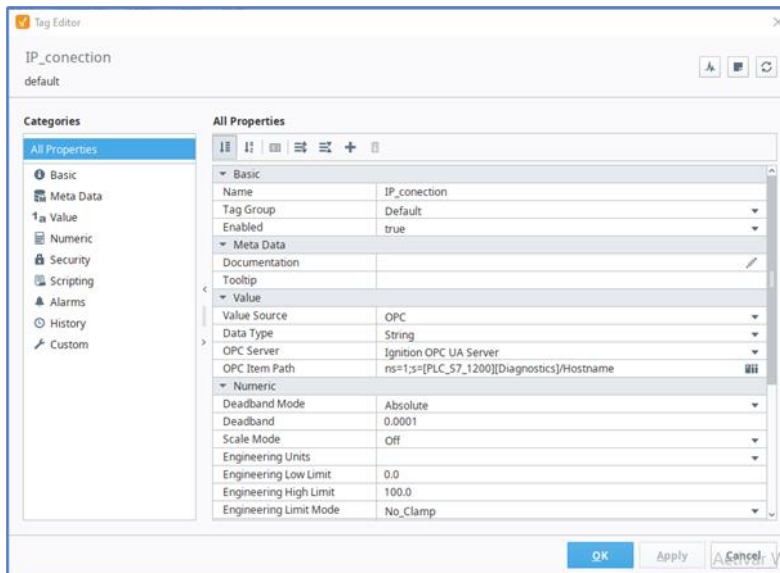 Tag Editor
IP_conection
default
Categories
All Properties
Basic
Meta Data
1a Value
Numeric
Security
Scripting
Alarms
History
Custom
All Properties
Basic
Name IP_conection
Tag Group Default
Enabled true
Meta Data
Documentation
Tooltip
Value
Value Source OPC
Data Type String
OPC Server Ignition OPC UA Server
OPC Item Path ns=1;s=[PLC_S7_1200][Diagnostics]/Hostname
Numeric
Deadband Mode Absolute
Deadband 0.0001
Scale Mode Off
Engineering Units
Engineering Low Limit 0.0
Engineering High Limit 100.0
Engineering Limit Mode No_Clamp
OK Apply Cancel
Activar W